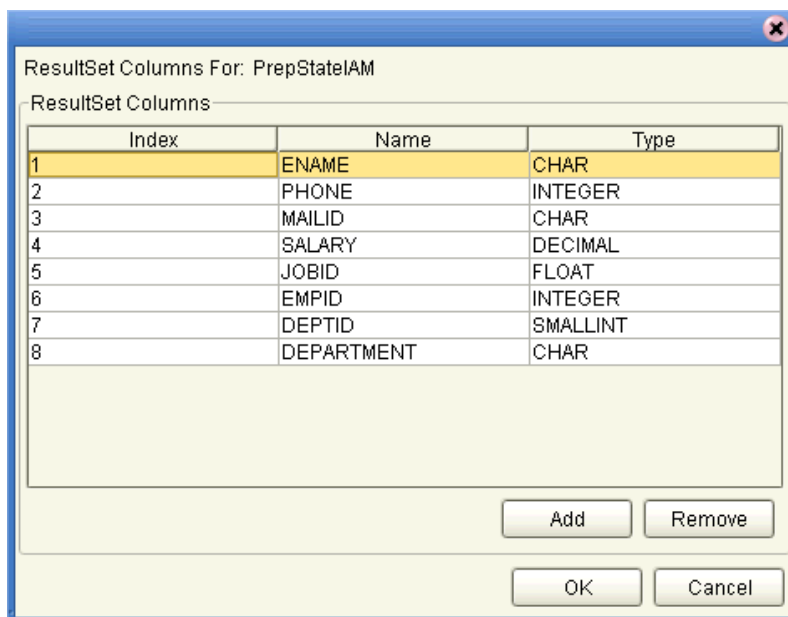 ResultSet Columns For: PrepStateIAM
ResultSet Columns
Index Name Type
1 ENAME CHAR
2 PHONE INTEGER
3 MAILID CHAR
4 SALARY DECIMAL
5 JOBID FLOAT
6 EMPID INTEGER
7 DEPTID SMALLINT
8 DEPARTMENT CHAR
Add Remove
OK Cancel